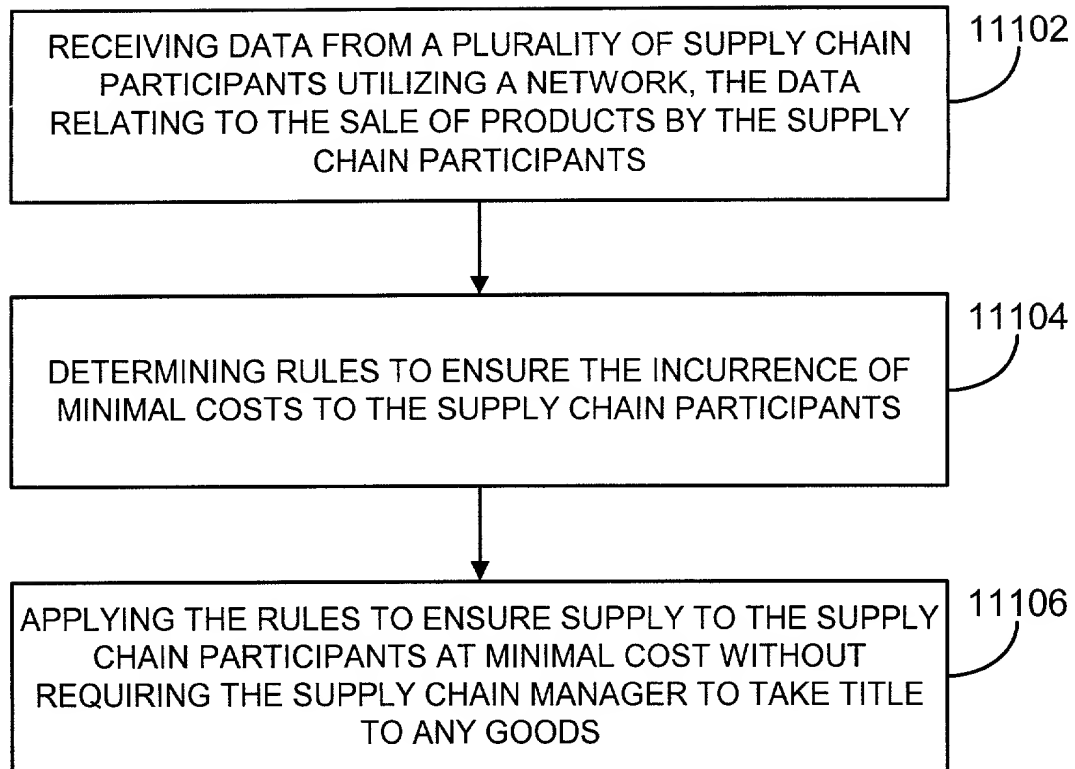 RECEIVING DATA FROM A PLURALITY OF SUPPLY CHAIN
PARTICIPANTS UTILIZING A NETWORK, THE DATA
RELATING TO THE SALE OF PRODUCTS BY THE SUPPLY
CHAIN PARTICIPANTS
11102
DETERMINING RULES TO ENSURE THE INCURRENCE OF
MINIMAL COSTS TO THE SUPPLY CHAIN PARTICIPANTS
11104
APPLYING THE RULES TO ENSURE SUPPLY TO THE SUPPLY
CHAIN PARTICIPANTS AT MINIMAL COST WITHOUT
REQUIRING THE SUPPLY CHAIN MANAGER TO TAKE TITLE
TO ANY GOODS
11106